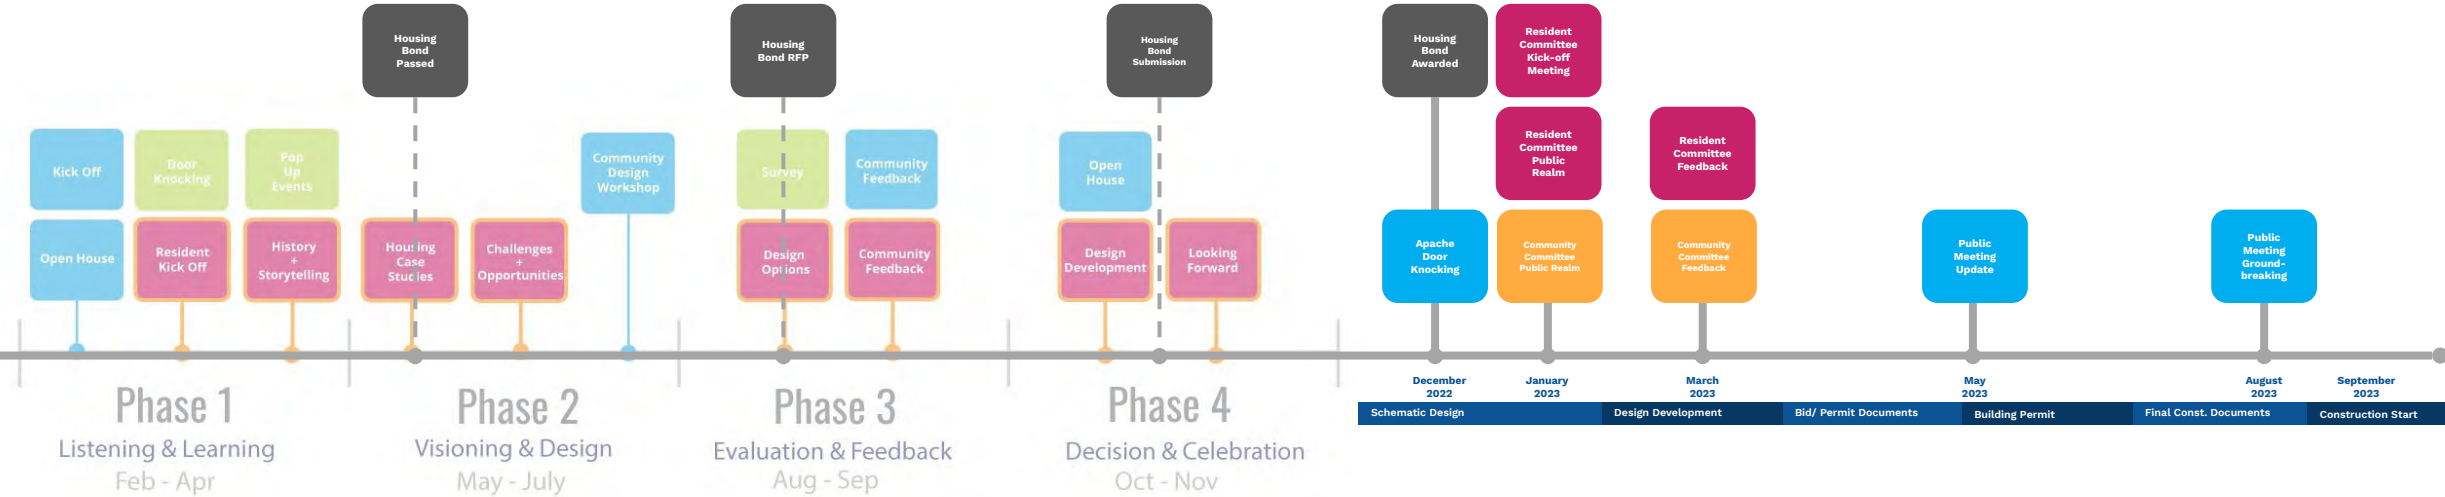 Housing
Bond
Passed
Housing
Bond RFP
Housing
Bond
Submission
Housing
Bond
Awarded
Resident
Committee
Kick-off
Meeting
Kick Off
Door
Knocking
Pop
Up
Events
Community
Design
Workshop
Survey
Community
Feedback
Open
House
Resident
Committee
Public
Realm
Resident
Committee
Feedback
Open House
Resident
Kick Off
History
+
Storytelling
Housing
Case
Studies
Challenges
+
Opportunities
Design
Options
Community
Feedback
Design
Development
Looking
Forward
Apache
Door
Knocking
Community
Committee
Public Realm
Community
Committee
Feedback
Public
Meeting
Update
Public
Meeting
Ground-
breaking
Phase 1
Listening & Learning
Feb - Apr
Phase 2
Visioning & Design
May - July
Phase 3
Evaluation & Feedback
Aug - Sep
Phase 4
Decision & Celebration
Oct - Nov
December
2022
January
2023
March
2023
May
2023
August
2023
September
2023
Schematic Design
Design Development
Bid/ Permit Documents
Building Permit
Final Const. Documents
Construction Start